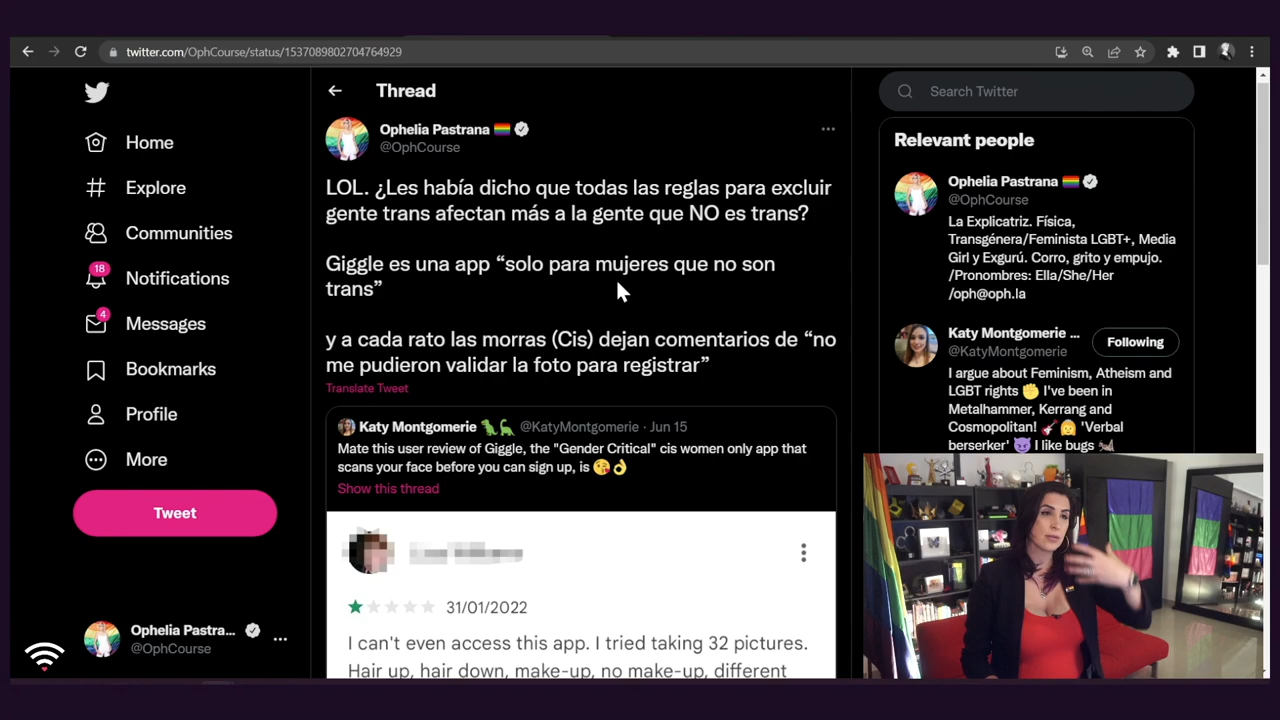 twitter.com/OphCourse/status/1537089802704764929
Home
Explore
Communities
18
Notifications
4
Messages
Bookmarks
Profile
More
Tweet
Ophelia Pastra...
@OphCourse
Thread
Ophelia Pastrana
@OphCourse
LOL. ¿Les había dicho que todas las reglas para excluir
gente trans afectan más a la gente que NO es trans?
Giggle es una app “solo para mujeres que no son
trans”
y a cada rato las morras (Cis) dejan comentarios de “no
me pudieron validar la foto para registrar”
Translate Tweet
Katy Montgomerie @KatyMontgomerie · Jun 15
Mate this user review of Giggle, the "Gender Critical" cis women only app that
scans your face before you can sign up, is
Show this thread
31/01/2022
I can't even access this app. I tried taking 32 pictures.
Hair up, hair down, make-up, no make-up, different
Search Twitter
Relevant people
Ophelia Pastrana
@OphCourse
La Explicatriz. Física,
Transgénera/Feminista LGBT+, Media
Girl y Exgurú. Corro, grito y empujo.
/Pronombres: Ella/She/Her
/oph@oph.la
Katy Montgomerie ...
@KatyMontgomerie
Following
I argue about Feminism, Atheism and
LGBT rights I've been in
Metalhammer, Kerrang and
Cosmopolitan! 'Verbal
berserker' I like bugs